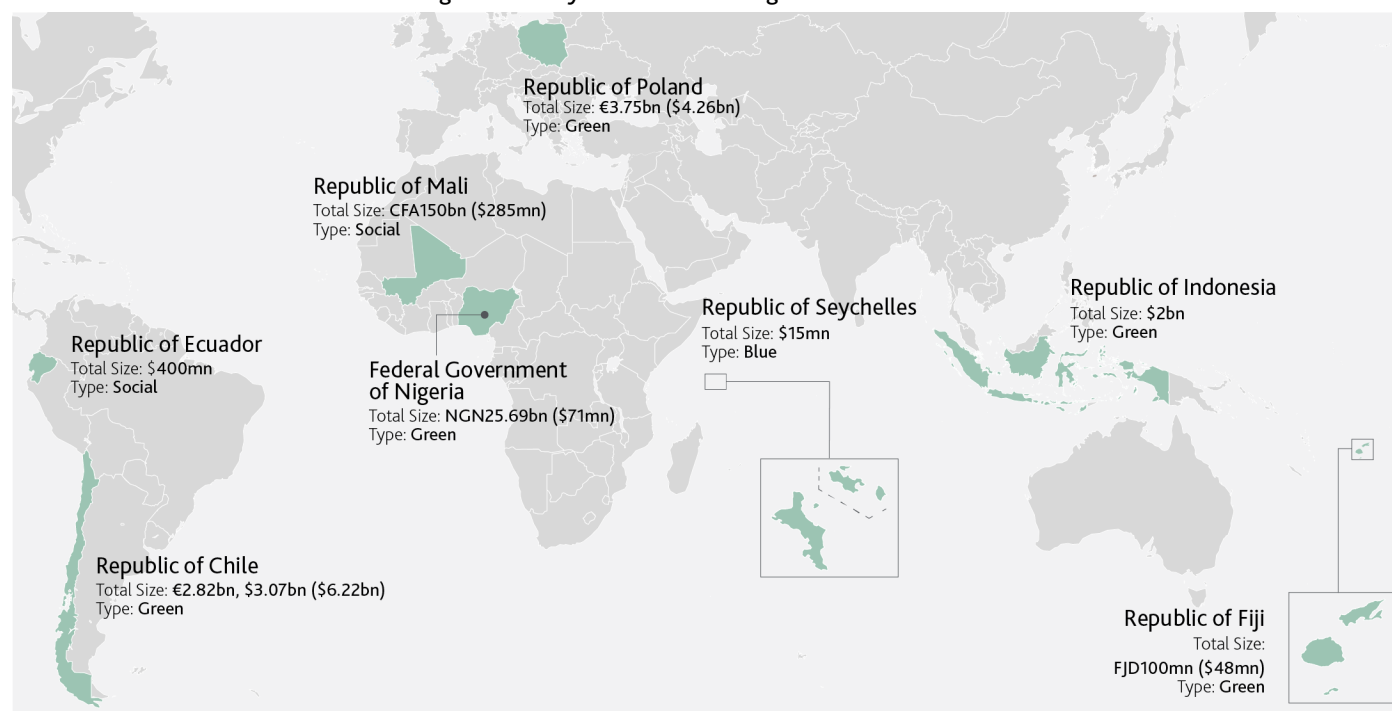 Republic of Poland
Total Size: €3.75bn ($4.26bn)
Type: Green
Republic of Mali
Total Size: CFA150bn ($285mn)
Type: Social
Republic of Indonesia
Total Size: $2bn
Type: Green
Republic of Seychelles
Total Size: $15mn
Type: Blue
Republic of Ecuador
Total Size: $400mn
Type: Social
Federal Government
of Nigeria
Total Size: NGN25.69bn ($71mn)
Type: Green
Republic of Chile
Total Size: €2.82bn, $3.07bn ($6.22bn)
Type: Green
Republic of Fiji
Total Size:
FJD100mn ($48mn)
Type: Green